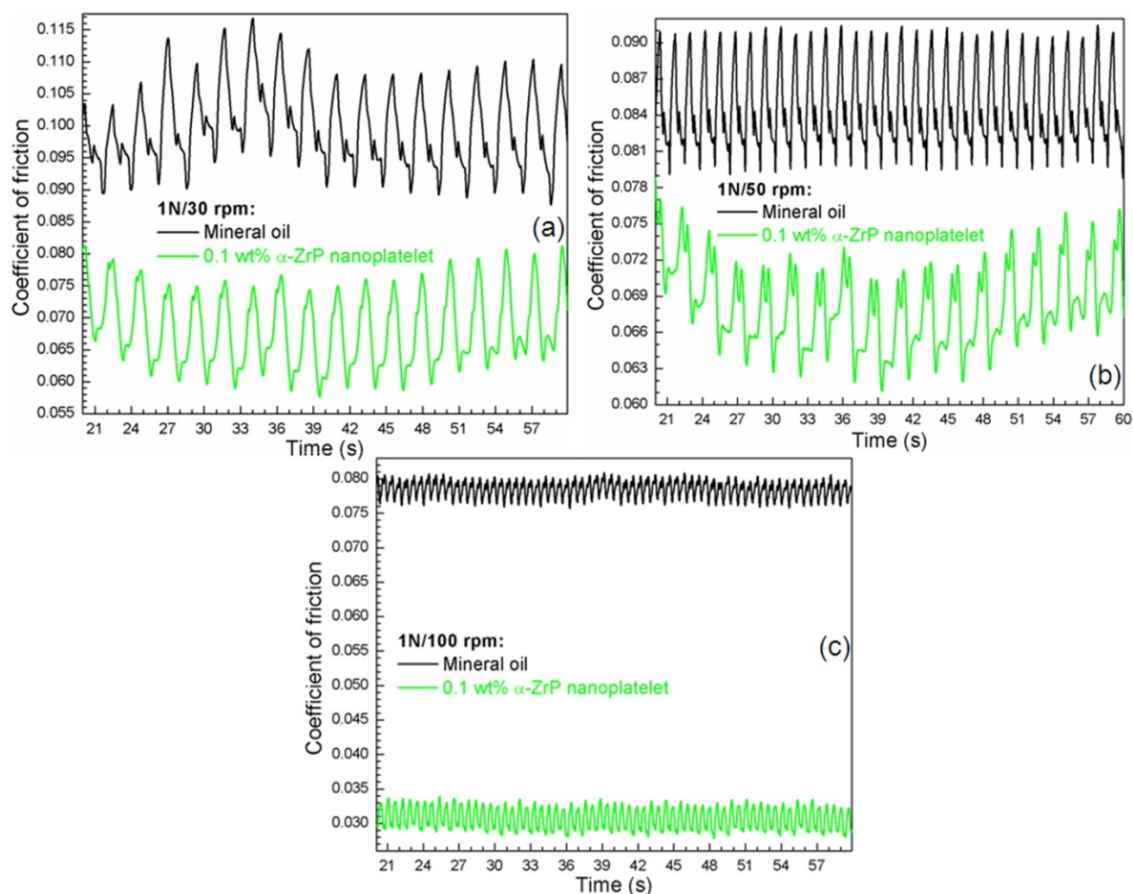 0.115
0.110
0.105
0.100
0.095
0.090
0.085
0.080
0.075
0.070
0.065
0.060
0.055
Coefficient of friction
1N/30 rpm:
Mineral oil
0.1 wt% α-ZrP nanoplatelet
(a)
21 24 27 30 33 36 39 42 45 48 51 54 57
Time (s)
0.090
0.087
0.084
0.081
0.078
0.075
0.072
0.069
0.066
0.063
0.060
Coefficient of friction
1N/50 rpm:
Mineral oil
0.1 wt% α-ZrP nanoplatelet
(b)
21 24 27 30 33 36 39 42 45 48 51 54 57 60
Time (s)
0.080
0.075
0.070
0.065
0.060
0.055
0.050
0.045
0.040
0.035
0.030
Coefficient of friction
1N/100 rpm:
Mineral oil
0.1 wt% α-ZrP nanoplatelet
(c)
21 24 27 30 33 36 39 42 45 48 51 54 57
Time (s)